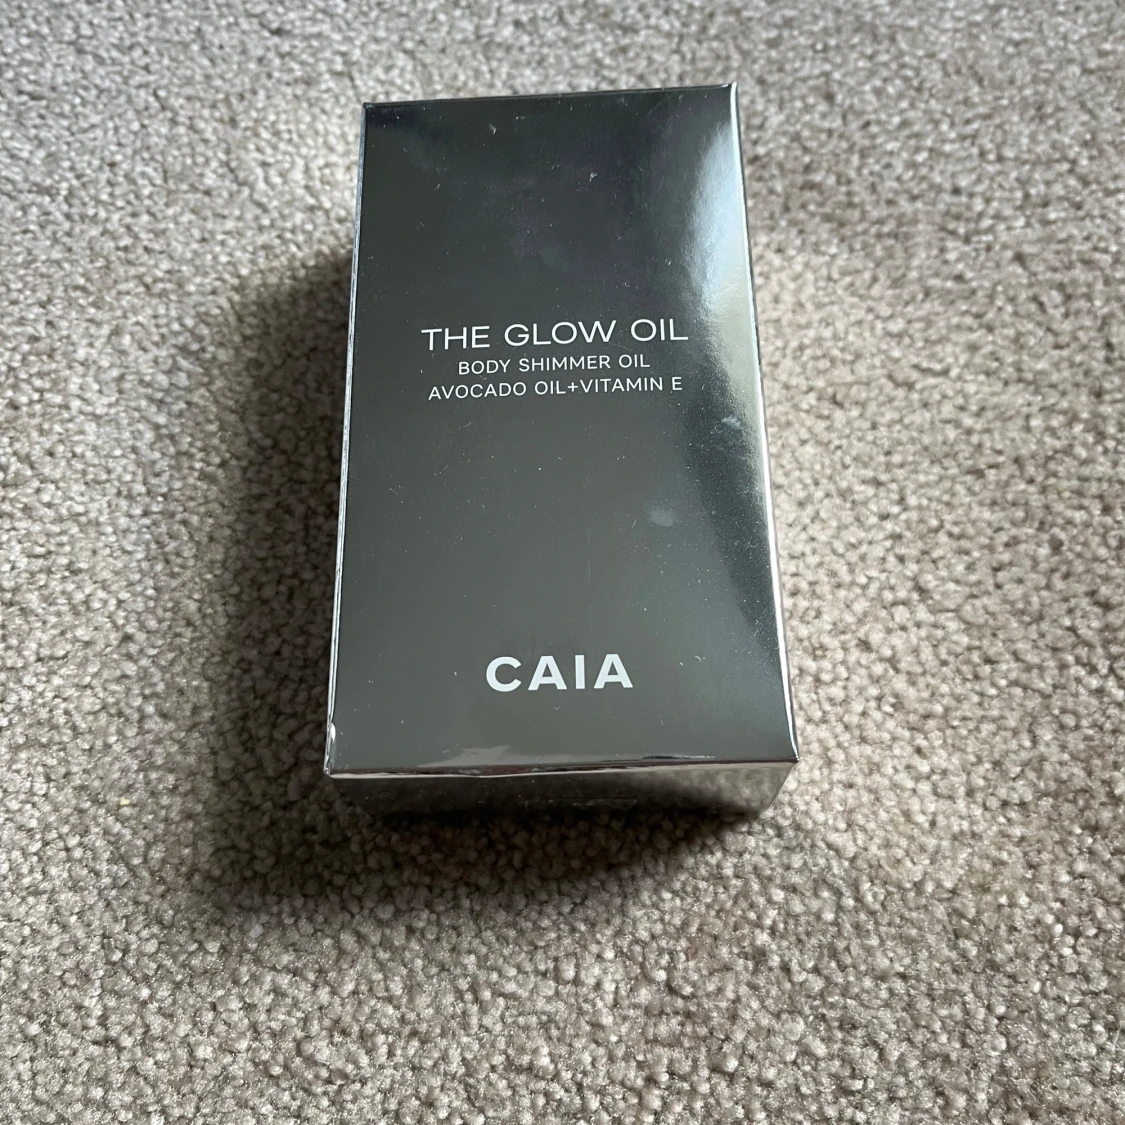 THE GLOW OIL
BODY SHIMMER OIL
AVOCADO OIL+VITAMIN E
CAIA